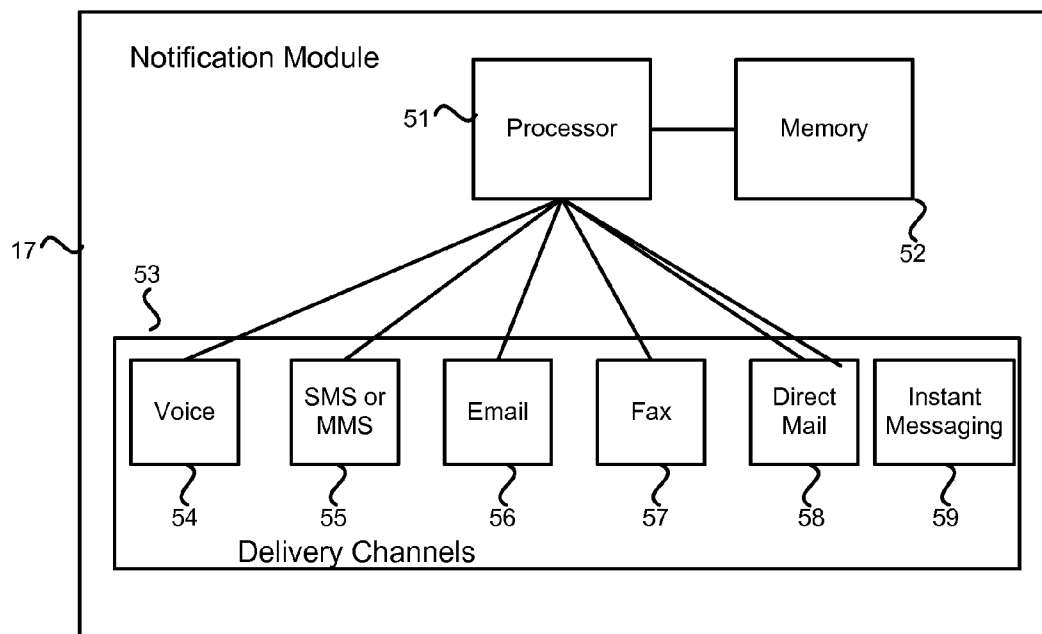 Notification Module
51
Processor
Memory
17
52
53
Voice
SMS or
MMS
Email
Fax
Direct
Mail
Instant
Messaging
54
55
56
57
58
59
Delivery Channels